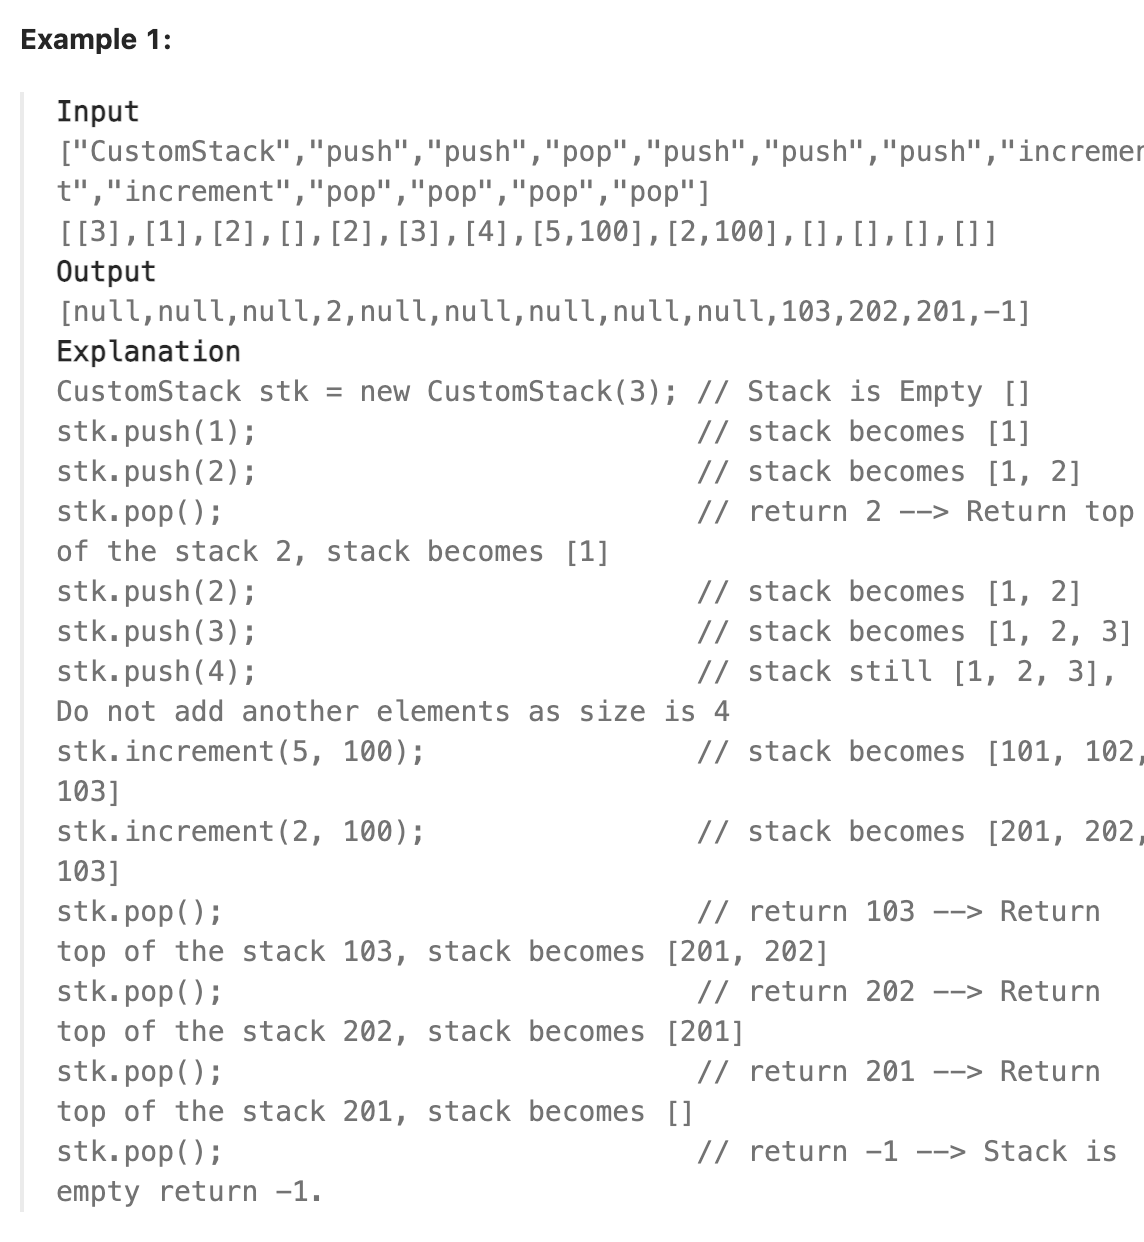 Example 1:
Input
["CustomStack","push","push","pop","push","push","push","incremen
t","increment","pop","pop","pop","pop"]
[[3],[1],[2],[],[2],[3],[4],[5,100],[2,100],[],[],[],[]]
Output
[null,null,null,2,null,null,null,null,null,103,202,201,-1]
Explanation
CustomStack stk = new CustomStack(3); // Stack is Empty []
stk.push(1);                          // stack becomes [1]
stk.push(2);                          // stack becomes [1, 2]
stk.pop();                            // return 2 --> Return top
of the stack 2, stack becomes [1]
stk.push(2);                          // stack becomes [1, 2]
stk.push(3);                          // stack becomes [1, 2, 3]
stk.push(4);                          // stack still [1, 2, 3],
Do not add another elements as size is 4
stk.increment(5, 100);                // stack becomes [101, 102,
103]
stk.increment(2, 100);                // stack becomes [201, 202,
103]
stk.pop();                            // return 103 --> Return
top of the stack 103, stack becomes [201, 202]
stk.pop();                            // return 202 --> Return
top of the stack 202, stack becomes [201]
stk.pop();                            // return 201 --> Return
top of the stack 201, stack becomes []
stk.pop();                            // return -1 --> Stack is
empty return -1.